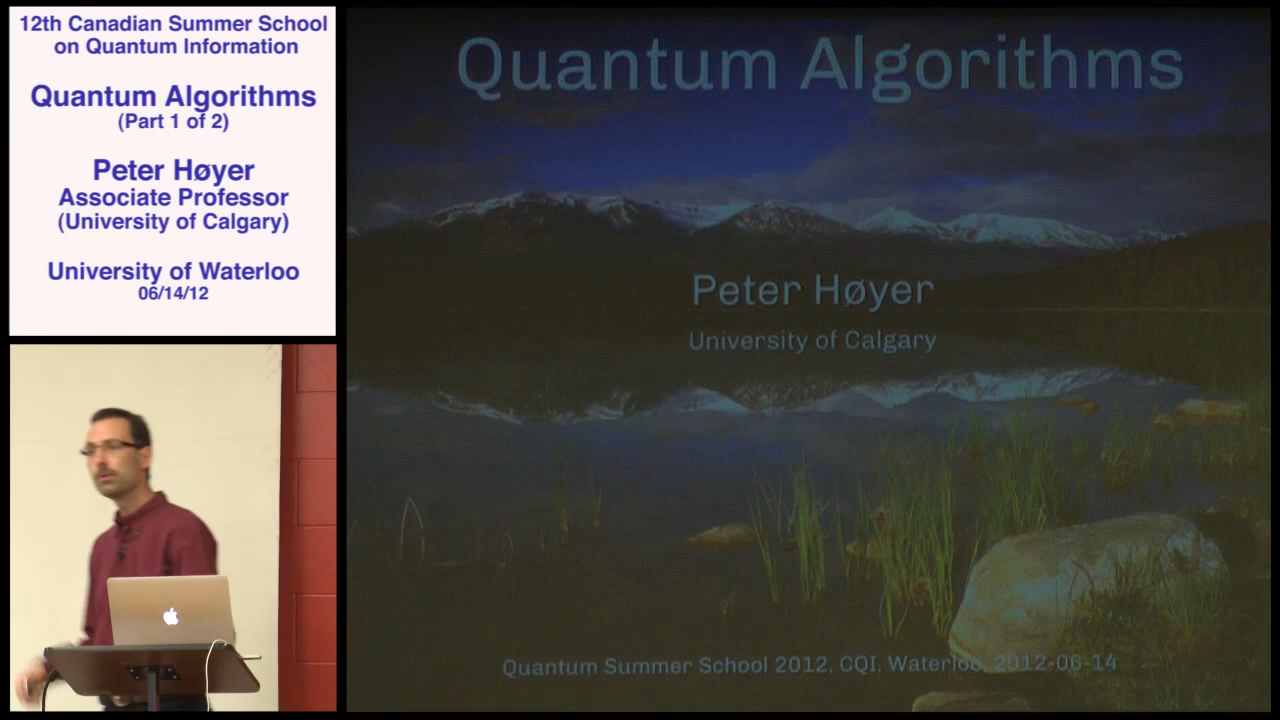 12th Canadian Summer School
on Quantum Information
Quantum Algorithms
(Part 1 of 2)
Peter Høyer
Associate Professor
(University of Calgary)
University of Waterloo
06/14/12
Quantum Algorithms
Peter Høyer
University of Calgary
Quantum Summer School 2012, CQI, Waterloo, 2012-06-14